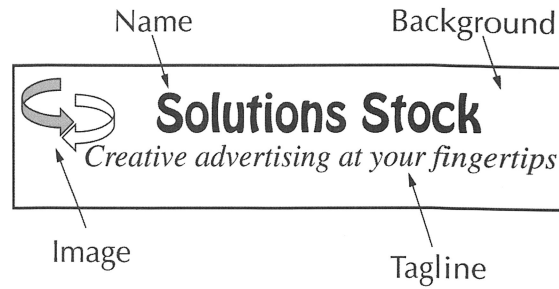 Name
Background
Solutions Stock
Creative advertising at your fingertips
Image
Tagline